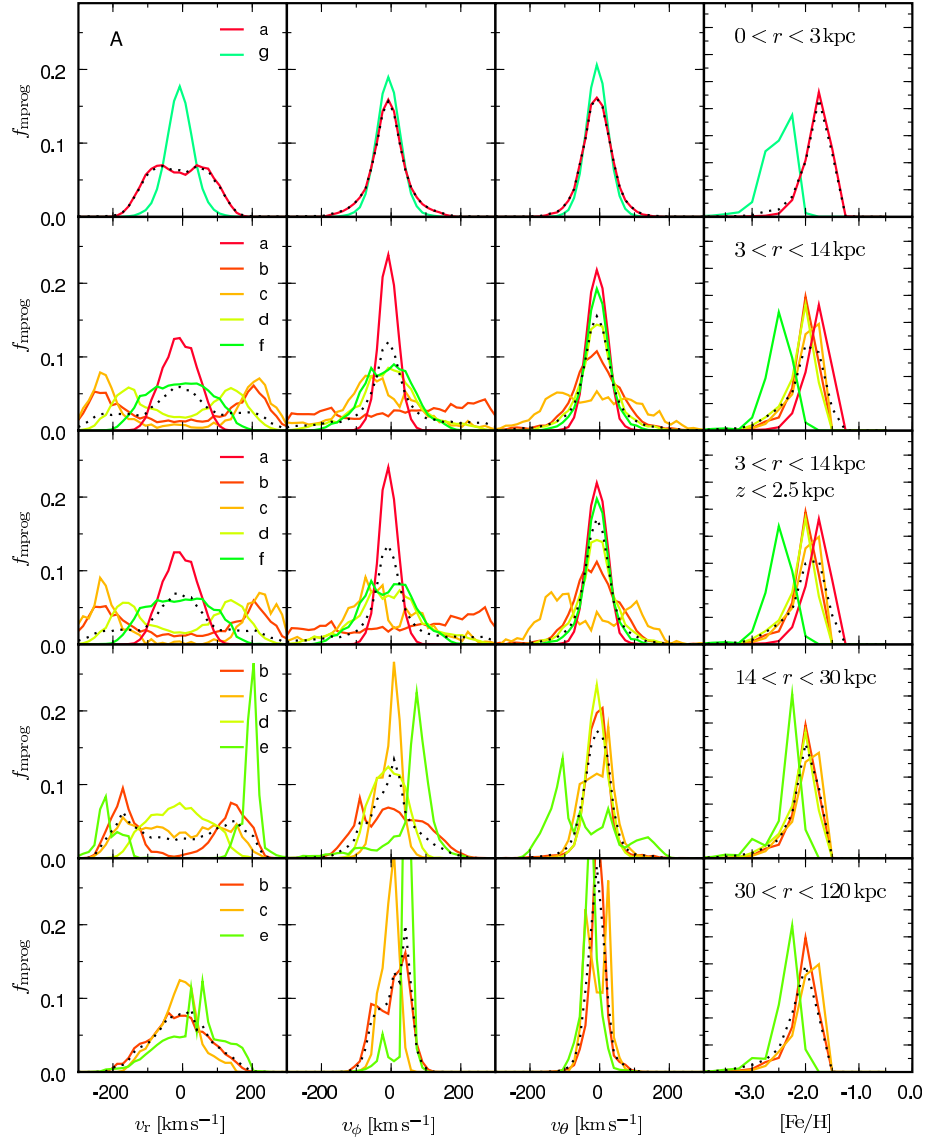 A
a
g
0 < r < 3 kpc
0.2
0.1
0.0
f_mprog
a
b
c
d
f
3 < r < 14 kpc
0.2
0.1
0.0
f_mprog
a
b
c
d
f
3 < r < 14 kpc
z < 2.5 kpc
0.2
0.1
0.0
f_mprog
b
c
d
e
14 < r < 30 kpc
0.2
0.1
0.0
f_mprog
b
c
e
30 < r < 120 kpc
0.2
0.1
0.0
f_mprog
-200 0 200
-200 0 200
-200 0 200
-3.0 -2.0 -1.0 0.0
v_r [km s⁻¹]
v_ϕ [km s⁻¹]
v_θ [km s⁻¹]
[Fe/H]